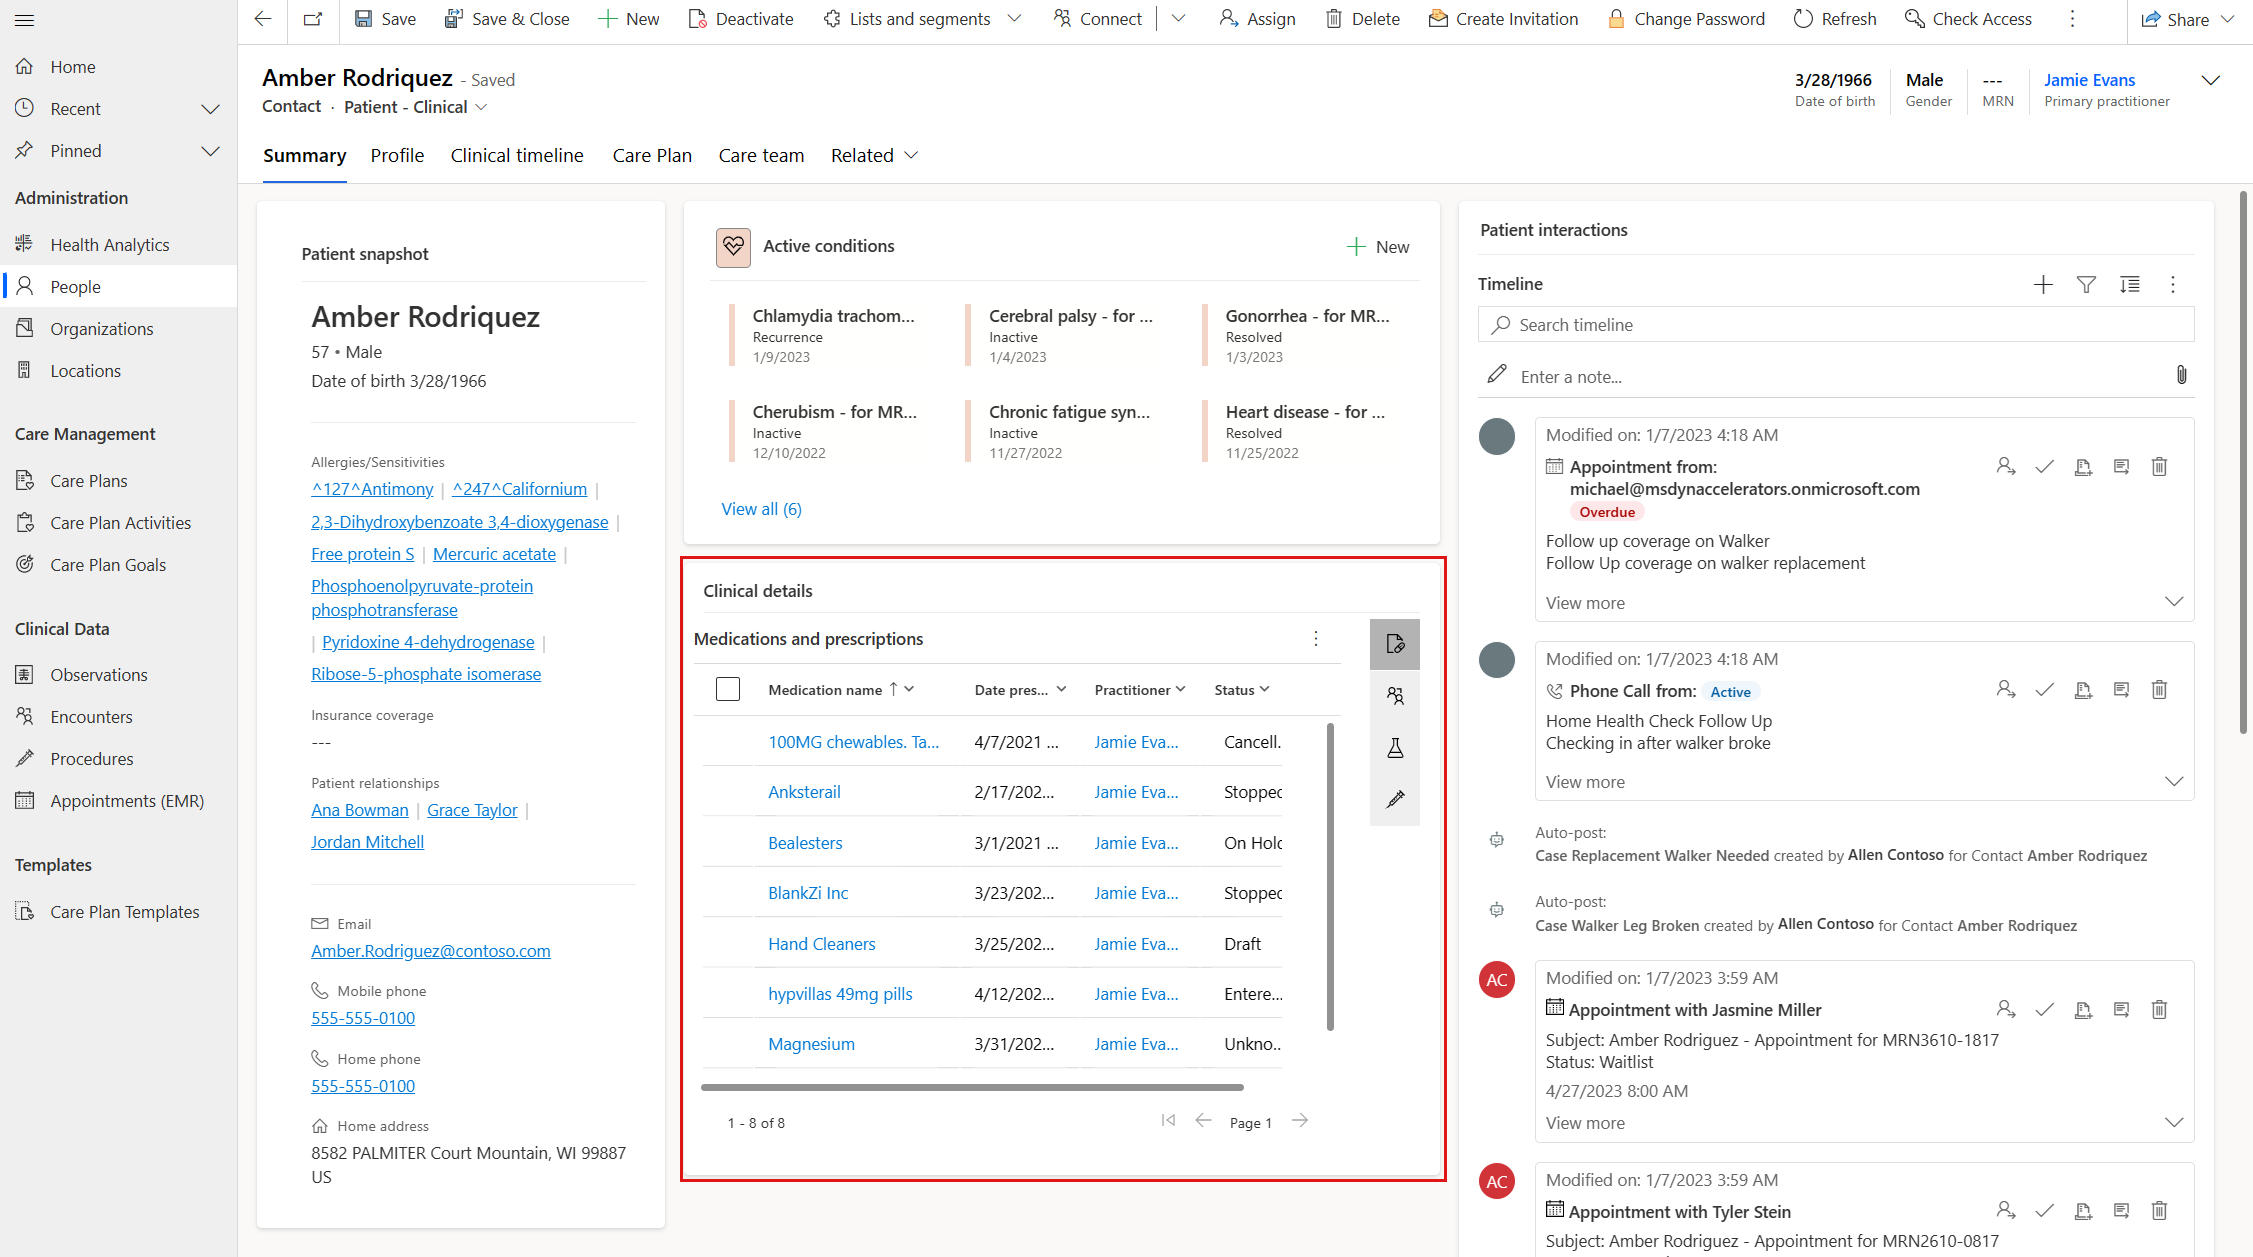 Save
Save & Close
New
Deactivate
Lists and segments
Connect
Assign
Delete
Create Invitation
Change Password
Refresh
Check Access
Share
Home
Recent
Pinned
Administration
Health Analytics
People
Organizations
Locations
Care Management
Care Plans
Care Plan Activities
Care Plan Goals
Clinical Data
Observations
Encounters
Procedures
Appointments (EMR)
Templates
Care Plan Templates
Amber Rodriquez - Saved
Contact · Patient - Clinical
3/28/1966
Date of birth
Male
Gender
---
MRN
Jamie Evans
Primary practitioner
Summary
Profile
Clinical timeline
Care Plan
Care team
Related
Patient snapshot
Amber Rodriquez
57 • Male
Date of birth 3/28/1966
Allergies/Sensitivities
^127^Antimony | ^247^Californium |
2,3-Dihydroxybenzoate 3,4-dioxygenase |
Free protein S | Mercuric acetate |
Phosphoenolpyruvate-protein
phosphotransferase
| Pyridoxine 4-dehydrogenase |
Ribose-5-phosphate isomerase
Insurance coverage
---
Patient relationships
Ana Bowman | Grace Taylor |
Jordan Mitchell
Email
Amber.Rodriguez@contoso.com
Mobile phone
555-555-0100
Home phone
555-555-0100
Home address
8582 PALMITER Court Mountain, WI 99887
US
Active conditions
New
Chlamydia trachom...
Recurrence
1/9/2023
Cerebral palsy - for ...
Inactive
1/4/2023
Gonorrhea - for MR...
Resolved
1/3/2023
Cherubism - for MR...
Inactive
12/10/2022
Chronic fatigue syn...
Inactive
11/27/2022
Heart disease - for ...
Resolved
11/25/2022
View all (6)
Clinical details
Medications and prescriptions
Medication name ↑ Date pres... Practitioner Status
100MG chewables. Ta... 4/7/2021 ... Jamie Eva... Cancell.
Anksterail 2/17/202... Jamie Eva... Stopped
Bealesters 3/1/2021 ... Jamie Eva... On Hold
BlankZi Inc 3/23/202... Jamie Eva... Stopped
Hand Cleaners 3/25/202... Jamie Eva... Draft
hypvillas 49mg pills 4/12/202... Jamie Eva... Entere...
Magnesium 3/31/202... Jamie Eva... Unkno..
1 - 8 of 8
Page 1
Patient interactions
Timeline
Search timeline
Enter a note...
Modified on: 1/7/2023 4:18 AM
Appointment from:
michael@msdynaccelerators.onmicrosoft.com
Overdue
Follow up coverage on Walker
Follow Up coverage on walker replacement
View more
Modified on: 1/7/2023 4:18 AM
Phone Call from: Active
Home Health Check Follow Up
Checking in after walker broke
View more
Auto-post:
Case Replacement Walker Needed created by Allen Contoso for Contact Amber Rodriquez
Auto-post:
Case Walker Leg Broken created by Allen Contoso for Contact Amber Rodriquez
AC
Modified on: 1/7/2023 3:59 AM
Appointment with Jasmine Miller
Subject: Amber Rodriguez - Appointment for MRN3610-1817
Status: Waitlist
4/27/2023 8:00 AM
View more
AC
Modified on: 1/7/2023 3:59 AM
Appointment with Tyler Stein
Subject: Amber Rodriguez - Appointment for MRN2610-0817